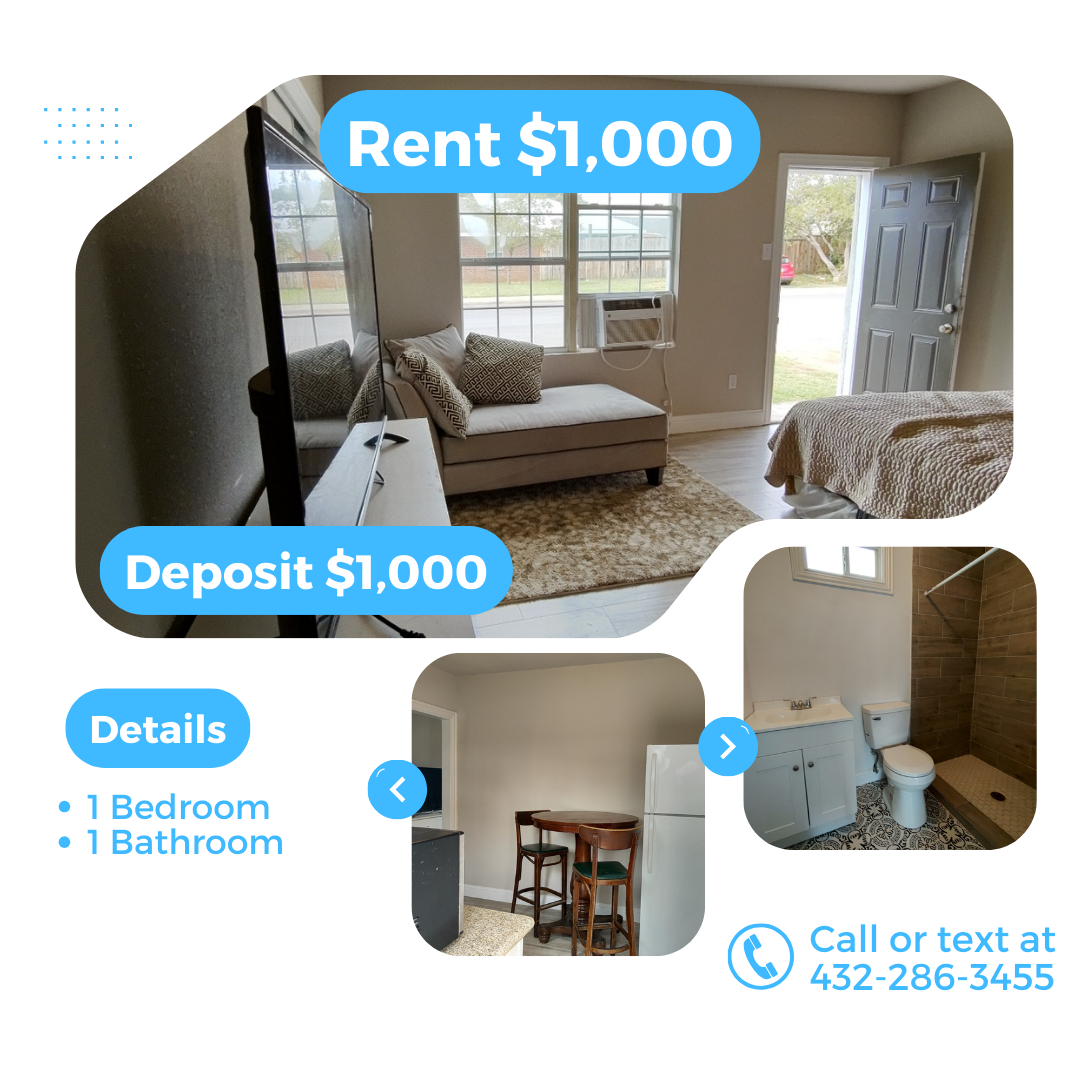 Rent $1,000
Deposit $1,000
Details
1 Bedroom
1 Bathroom
Call or text at
432-286-3455